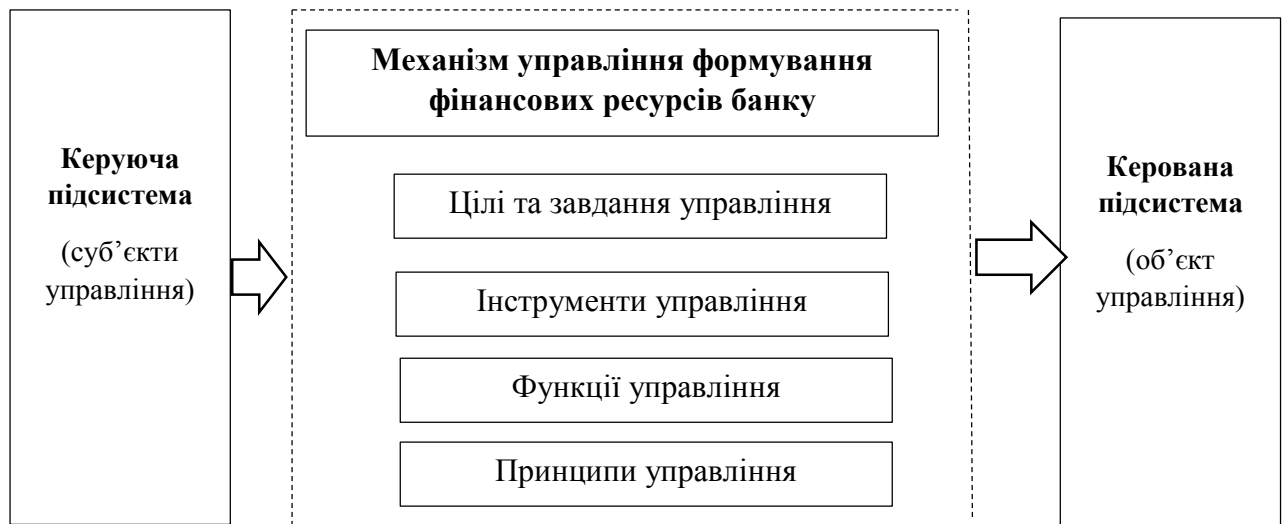 Керуюча
підсистема
(суб’єкти
управління)
Механізм управління формування
фінансових ресурсів банку
Цілі та завдання управління
Інструменти управління
Функції управління
Принципи управління
Керована
підсистема
(об’єкт
управління)